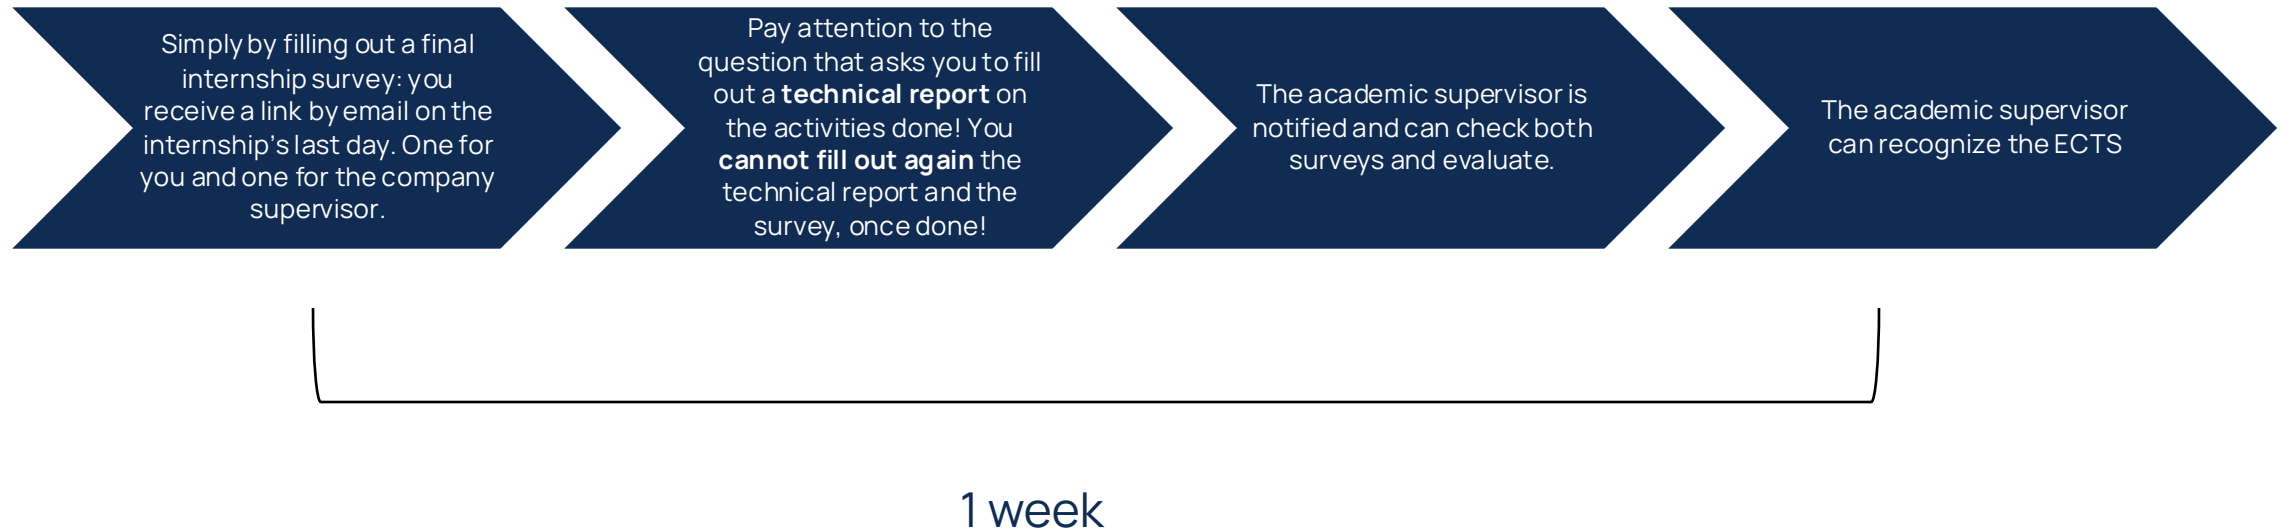 Simply by filling out a final
internship survey: you
receive a link by email on the
internship's last day. One for
you and one for the company
supervisor.
Pay attention to the
question that asks you to fill
out a technical report on
the activities done! You
cannot fill out again the
technical report and the
survey, once done!
The academic supervisor is
notified and can check both
surveys and evaluate.
The academic supervisor
can recognize the ECTS
1 week